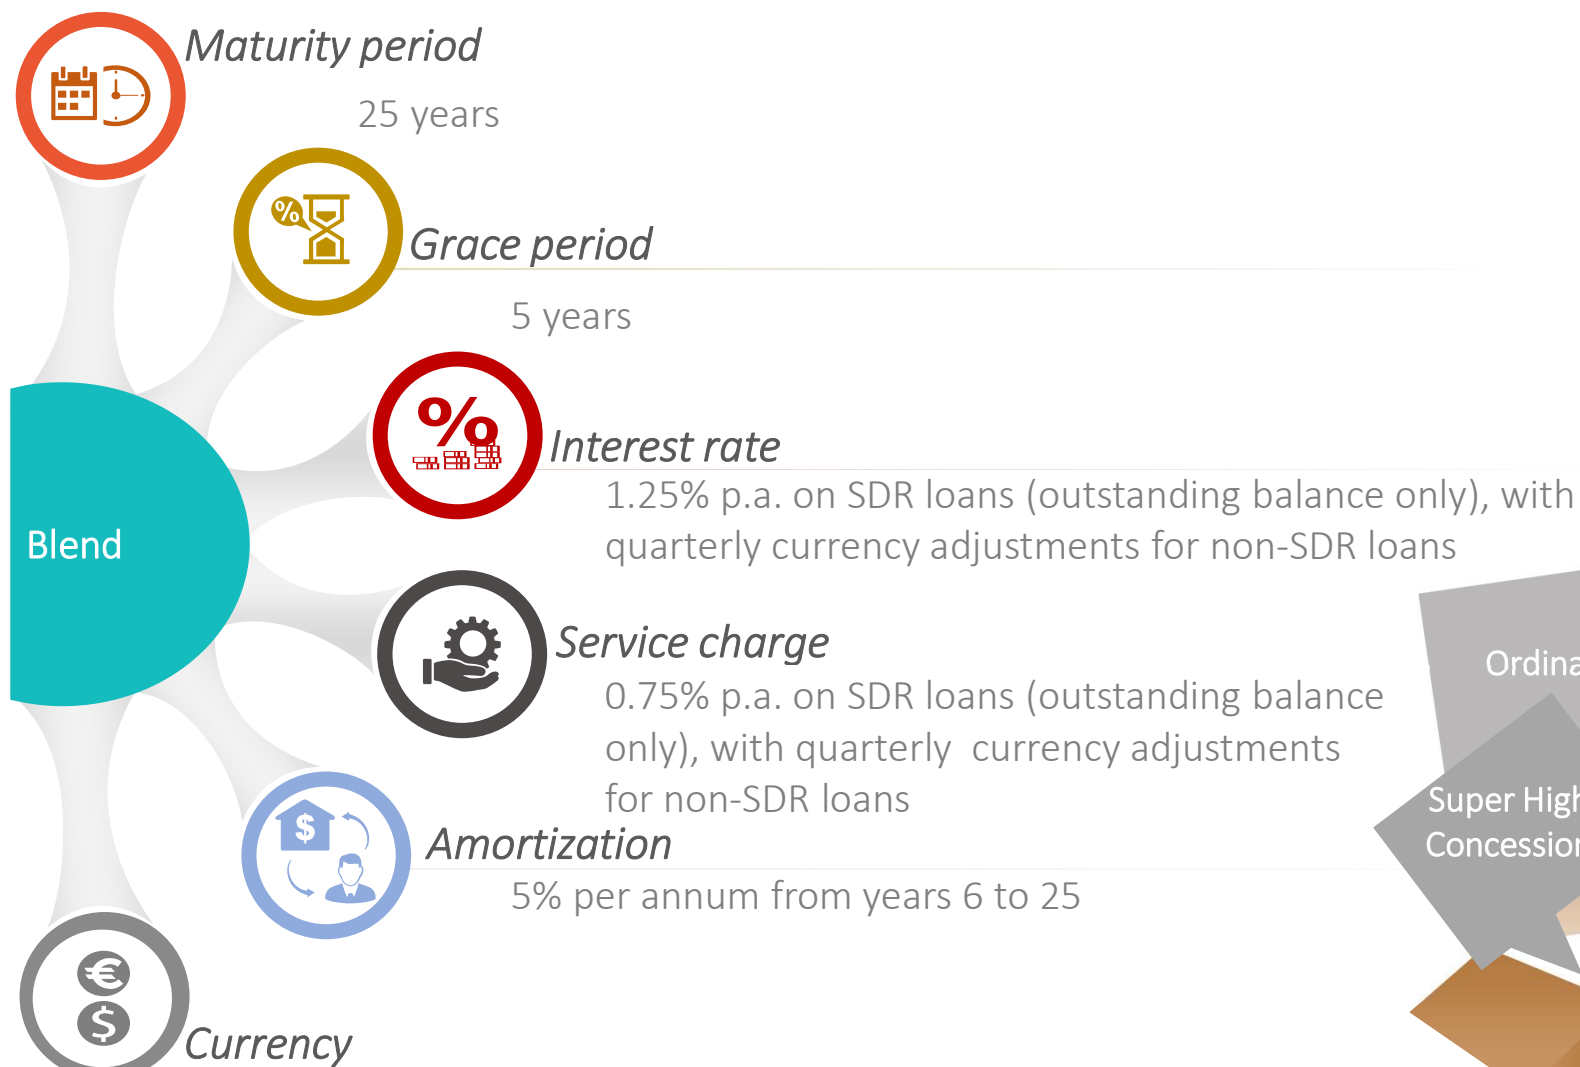 Maturity period
25 years
Grace period
5 years
Interest rate
1.25% p.a. on SDR loans (outstanding balance only), with
quarterly currency adjustments for non-SDR loans
Blend
Service charge
0.75% p.a. on SDR loans (outstanding balance
only), with quarterly currency adjustments
for non-SDR loans
Amortization
5% per annum from years 6 to 25
Currency
Super